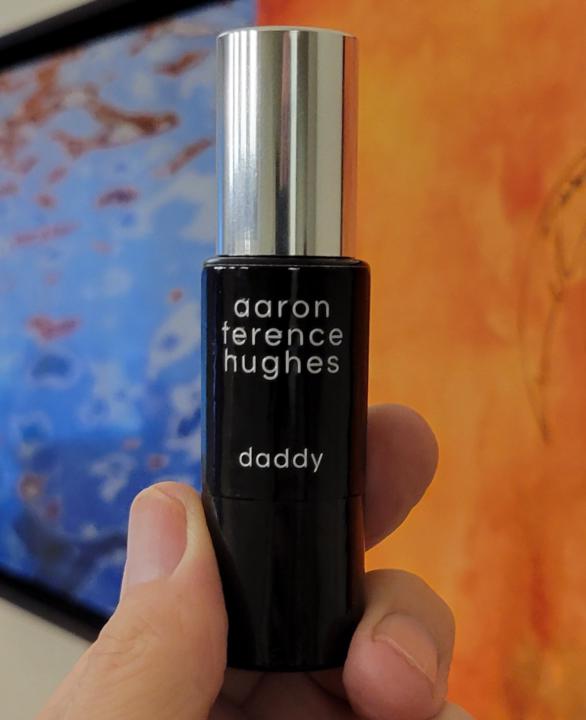 aaron
terence
hughes
daddy